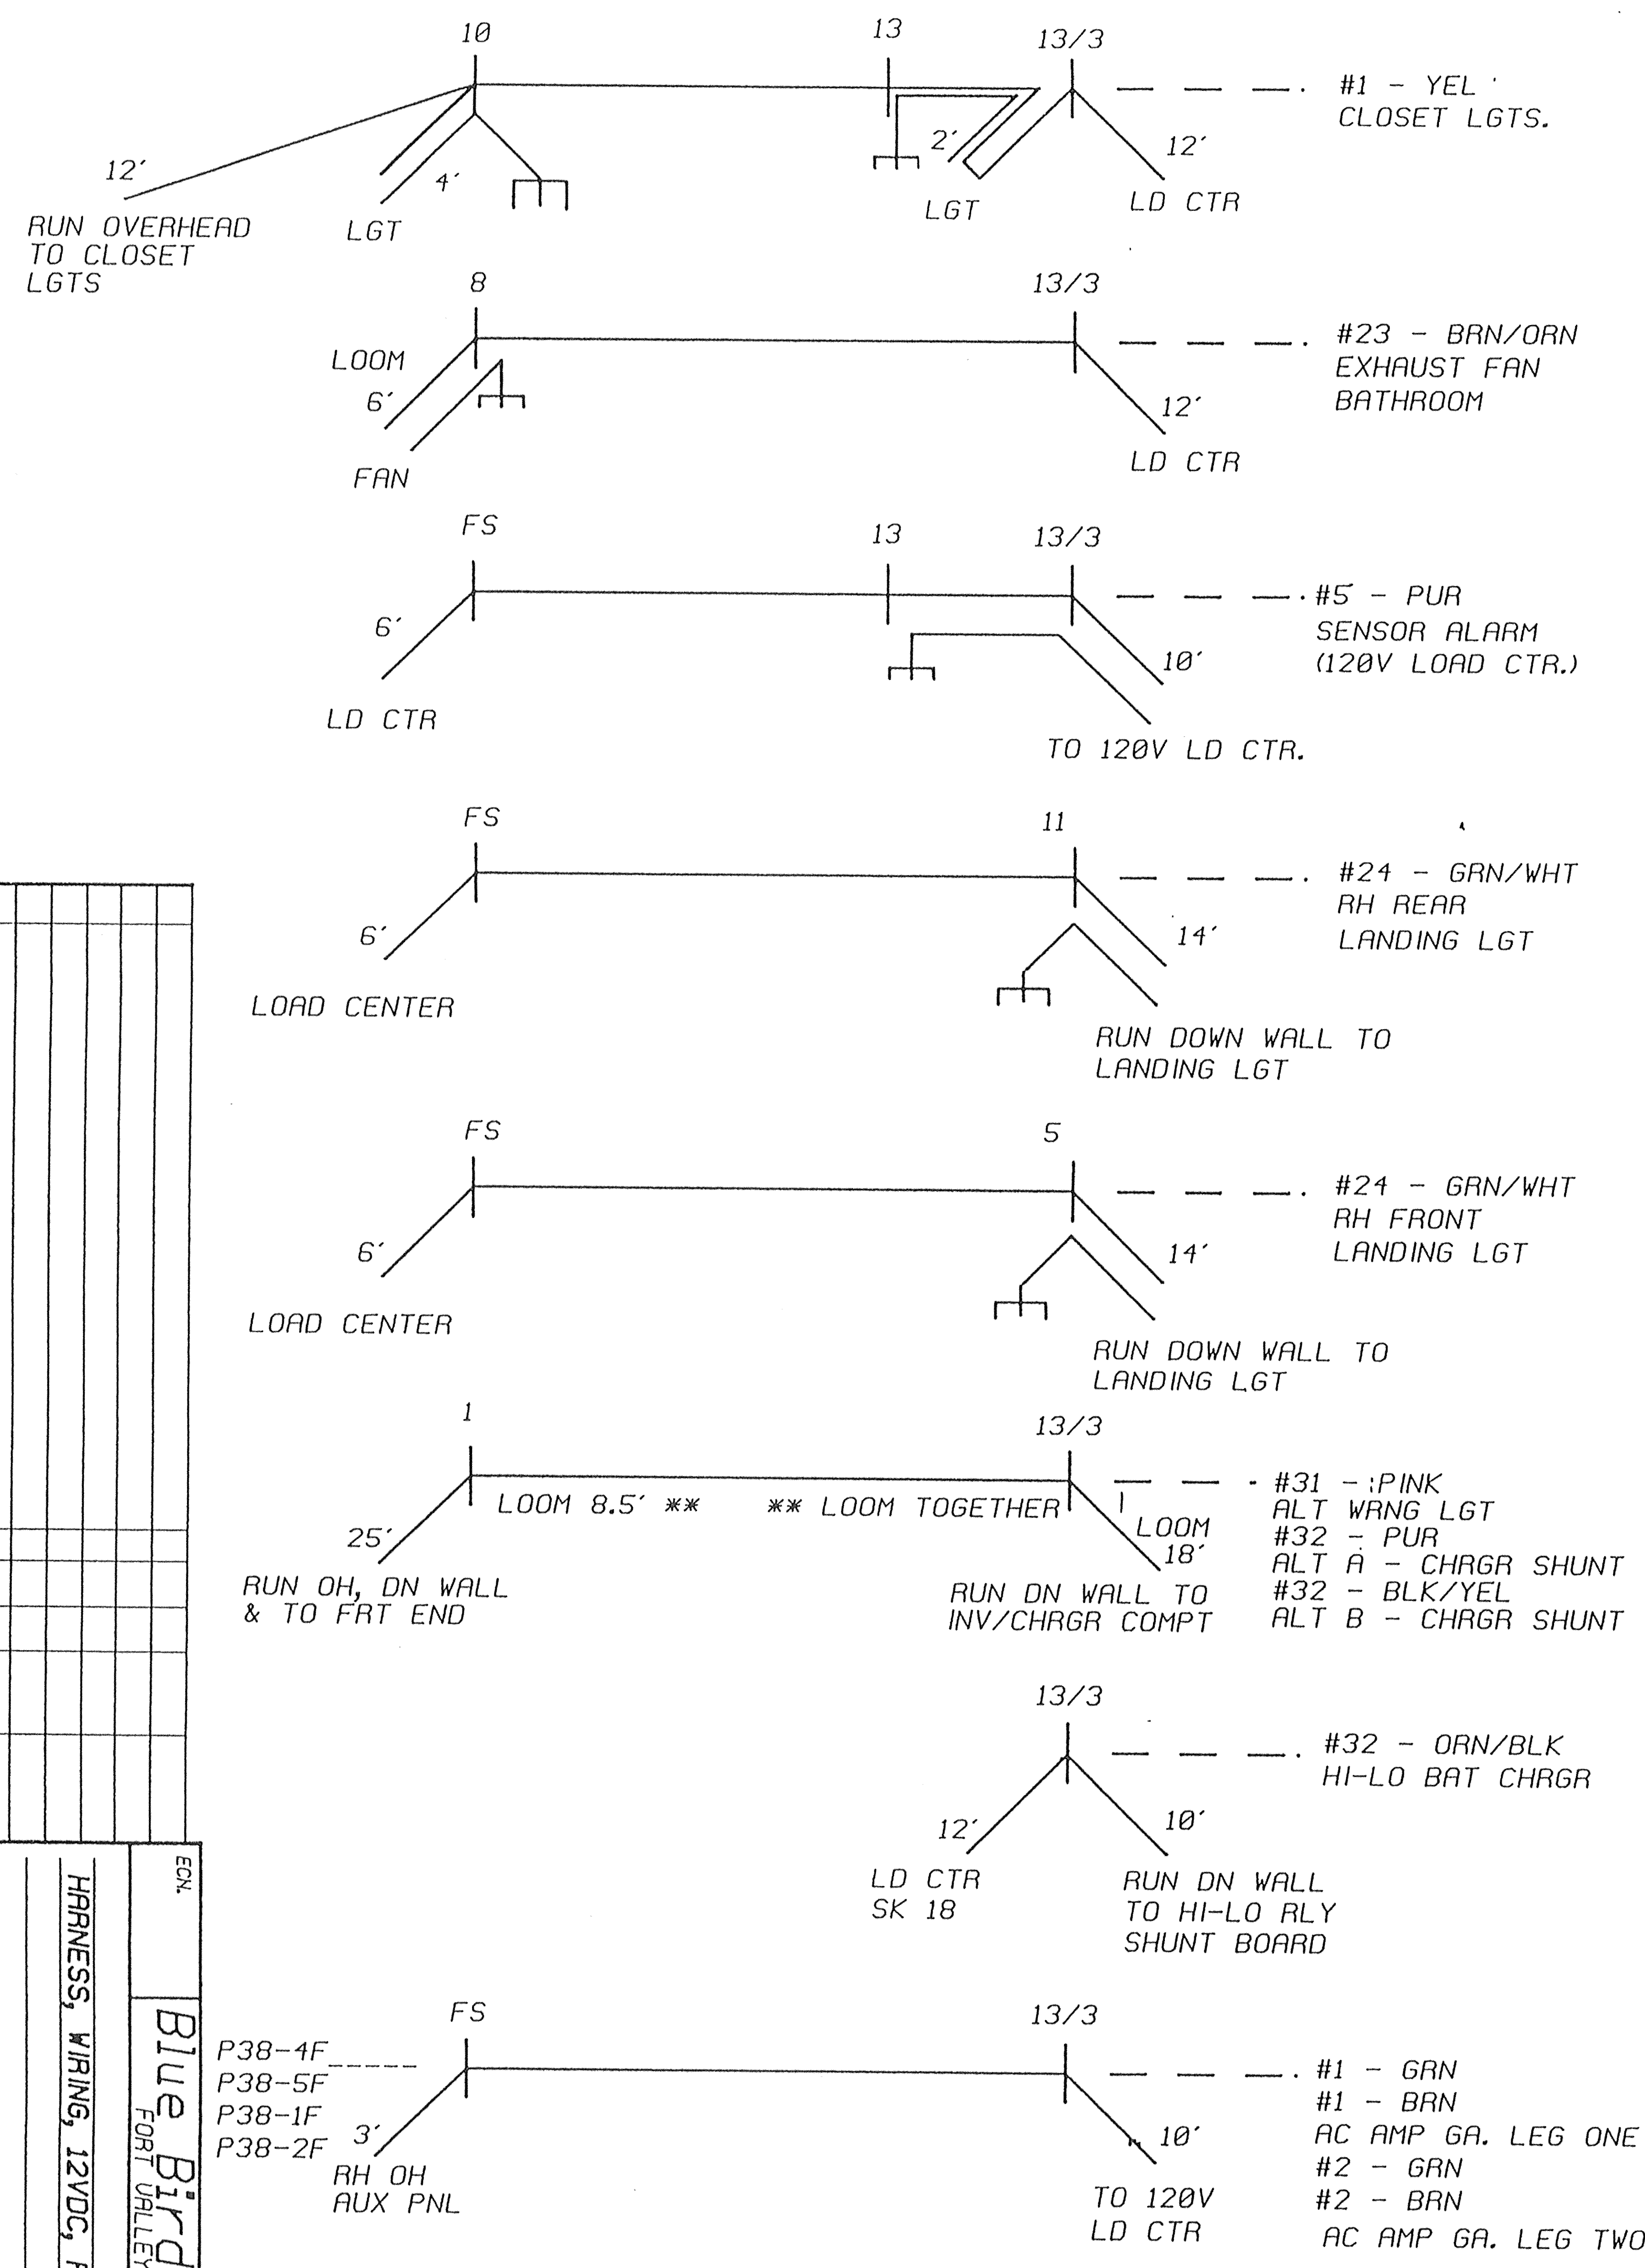 10
13
13/3
#1 - YEL
CLOSET LGTS.
12'
4'
2'
12'
RUN OVERHEAD
TO CLOSET
LGTS
LGT
LGT
LD CTR
8
13/3
#23 - BRN/ORN
EXHAUST FAN
BATHROOM
LOOM
6'
12'
FAN
LD CTR
FS
13
13/3
#5 - PUR
SENSOR ALARM
(120V LOAD CTR.)
6'
10'
LD CTR
TO 120V LD CTR.
FS
11
#24 - GRN/WHT
RH REAR
LANDING LGT
6'
14'
LOAD CENTER
RUN DOWN WALL TO
LANDING LGT
FS
5
#24 - GRN/WHT
RH FRONT
LANDING LGT
6'
14'
LOAD CENTER
RUN DOWN WALL TO
LANDING LGT
1
13/3
#31 - PINK
ALT WRNG LGT
#32 - PUR
ALT A - CHRGR SHUNT
#32 - BLK/YEL
ALT B - CHRGR SHUNT
LOOM 8.5' ** ** LOOM TOGETHER
LOOM
18'
25'
RUN OH, DN WALL
& TO FRT END
RUN DN WALL TO
INV/CHRGR COMPT
13/3
#32 - ORN/BLK
HI-LO BAT CHRGR
12'
10'
LD CTR
SK 18
RUN DN WALL
TO HI-LO RLY
SHUNT BOARD
FS
13/3
P38-4F
P38-5F
P38-1F
P38-2F
3'
10'
RH OH
AUX PNL
TO 120V
LD CTR
#1 - GRN
#1 - BRN
AC AMP GA. LEG ONE
#2 - GRN
#2 - BRN
AC AMP GA. LEG TWO
ECN.
Blue Bird
FORT VALLEY
HARNESS, WIRING, 12VDC,